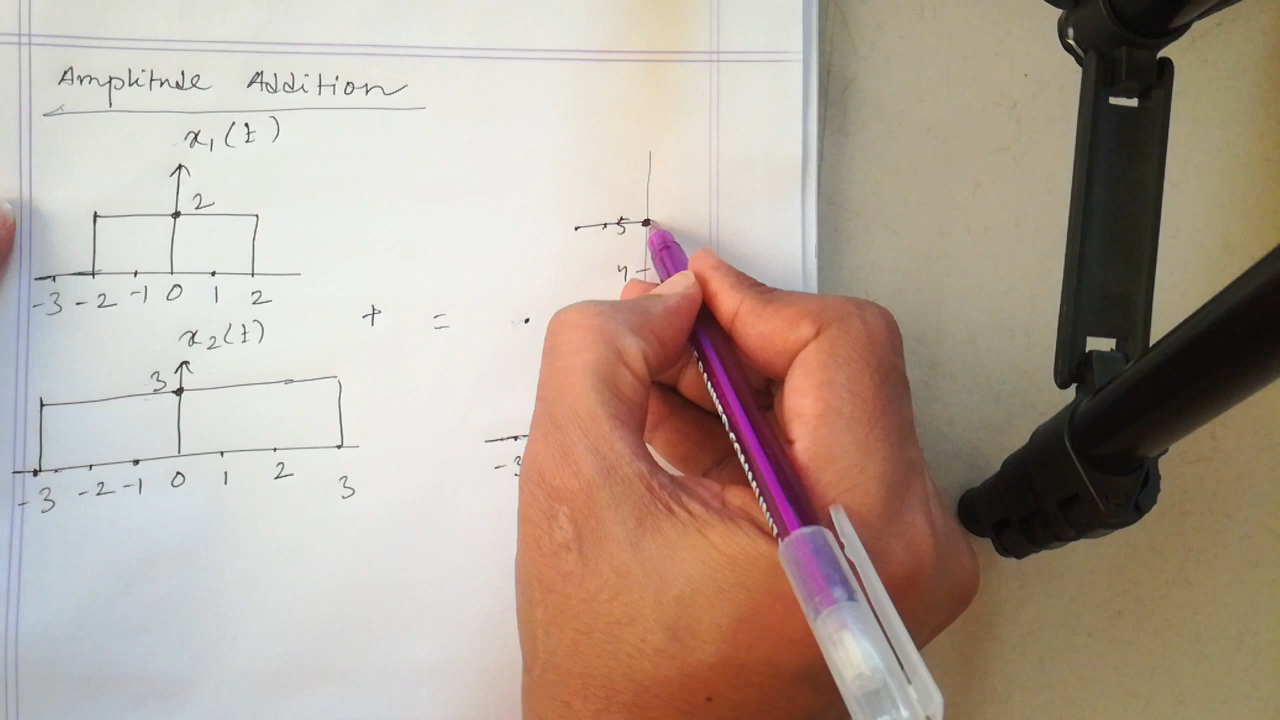 Amplitude Addition
x₁(t)
2
-3 -2 -1 0 1 2
x₂(t)
3
-3 -2 -1 0 1 2 3
+ =
5
4
-3